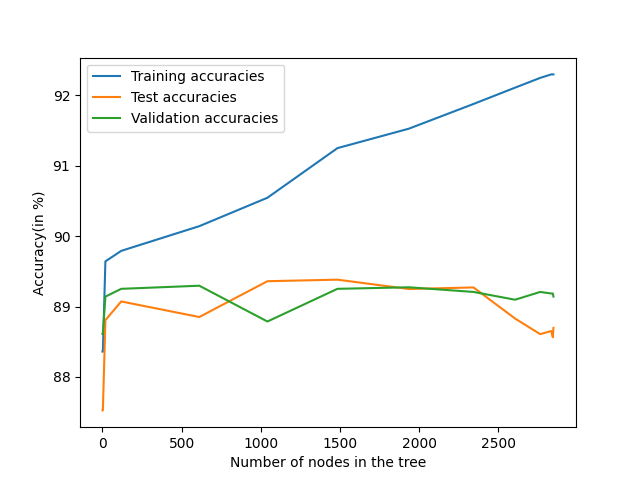 Training accuracies
Test accuracies
Validation accuracies
92
91
90
89
88
Accuracy(in %)
0 500 1000 1500 2000 2500
Number of nodes in the tree